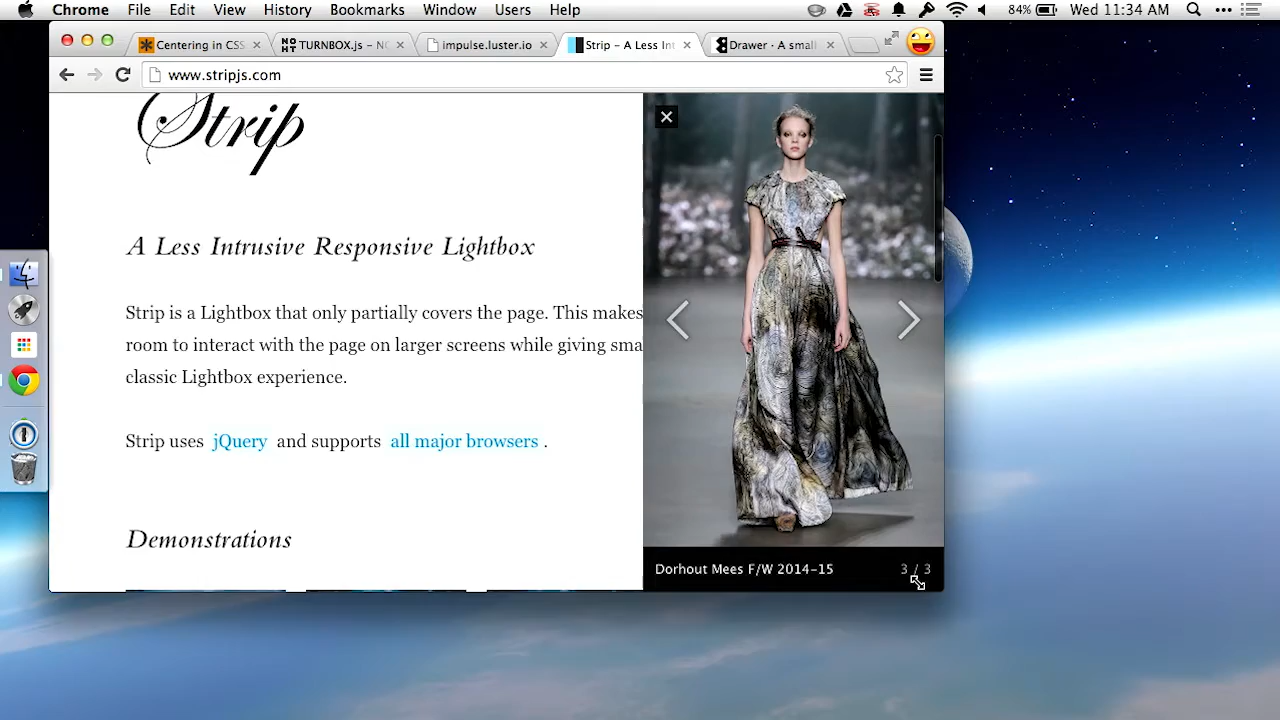 Chrome File Edit View History Bookmarks Window Users Help 84% Wed 11:34 AM
Centering in CSS TURNBOX.js – NO impulse.luster.io Strip – A Less Int Drawer · A small
www.stripjs.com
Strip
A Less Intrusive Responsive Lightbox
Strip is a Lightbox that only partially covers the page. This makes
room to interact with the page on larger screens while giving sma
classic Lightbox experience.
Strip uses jQuery and supports all major browsers .
Demonstrations
Dorhout Mees F/W 2014-15 3 / 3